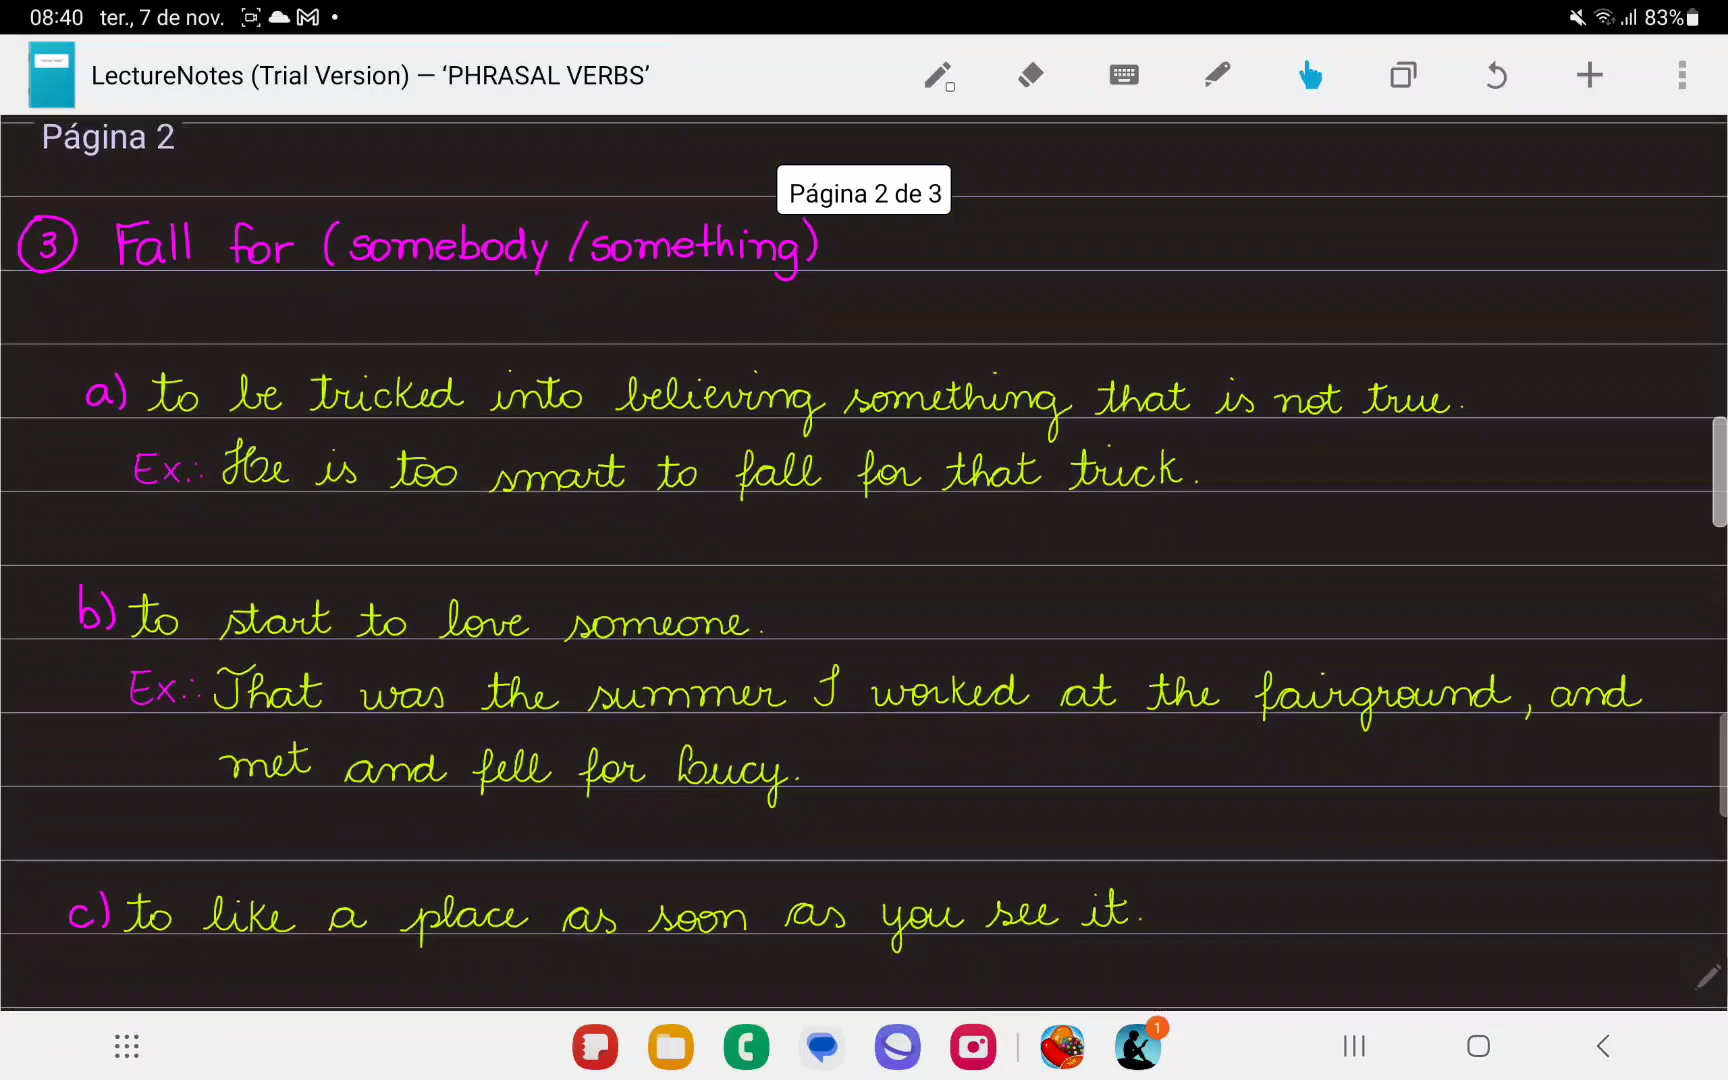 08:40 ter., 7 de nov. 83%
LectureNotes (Trial Version) — ‘PHRASAL VERBS’
Página 2
Página 2 de 3
3 Fall for (somebody/something)
a) to be tricked into believing something that is not true.
Ex.: He is too smart to fall for that trick.
b) to start to love someone.
Ex.: That was the summer I worked at the fairground, and
met and fell for Lucy.
c) to like a place as soon as you see it.
1